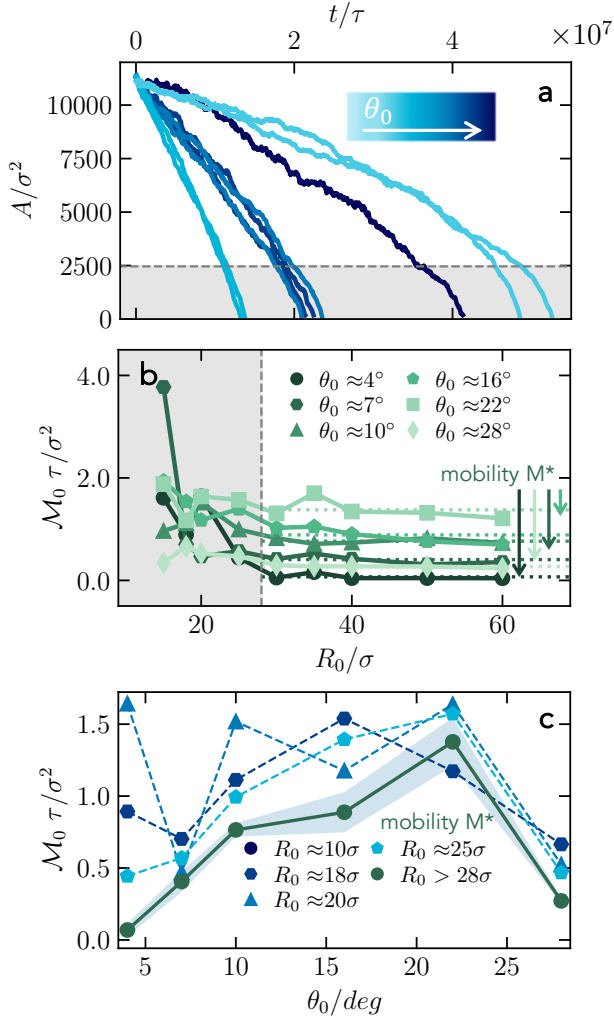 t/τ
0 2 4 ×10⁷
a
θ₀
A/σ²
10000
7500
5000
2500
0
b
θ₀ ≈4° θ₀ ≈16°
θ₀ ≈7° θ₀ ≈22°
θ₀ ≈10° θ₀ ≈28°
mobility M*
M₀ τ/σ²
4.0
2.0
0.0
20 40 60
R₀/σ
c
M₀ τ/σ²
1.5
1.0
0.5
0.0
mobility M*
R₀ ≈10σ R₀ ≈25σ
R₀ ≈18σ R₀ > 28σ
R₀ ≈20σ
5 10 15 20 25
θ₀/deg